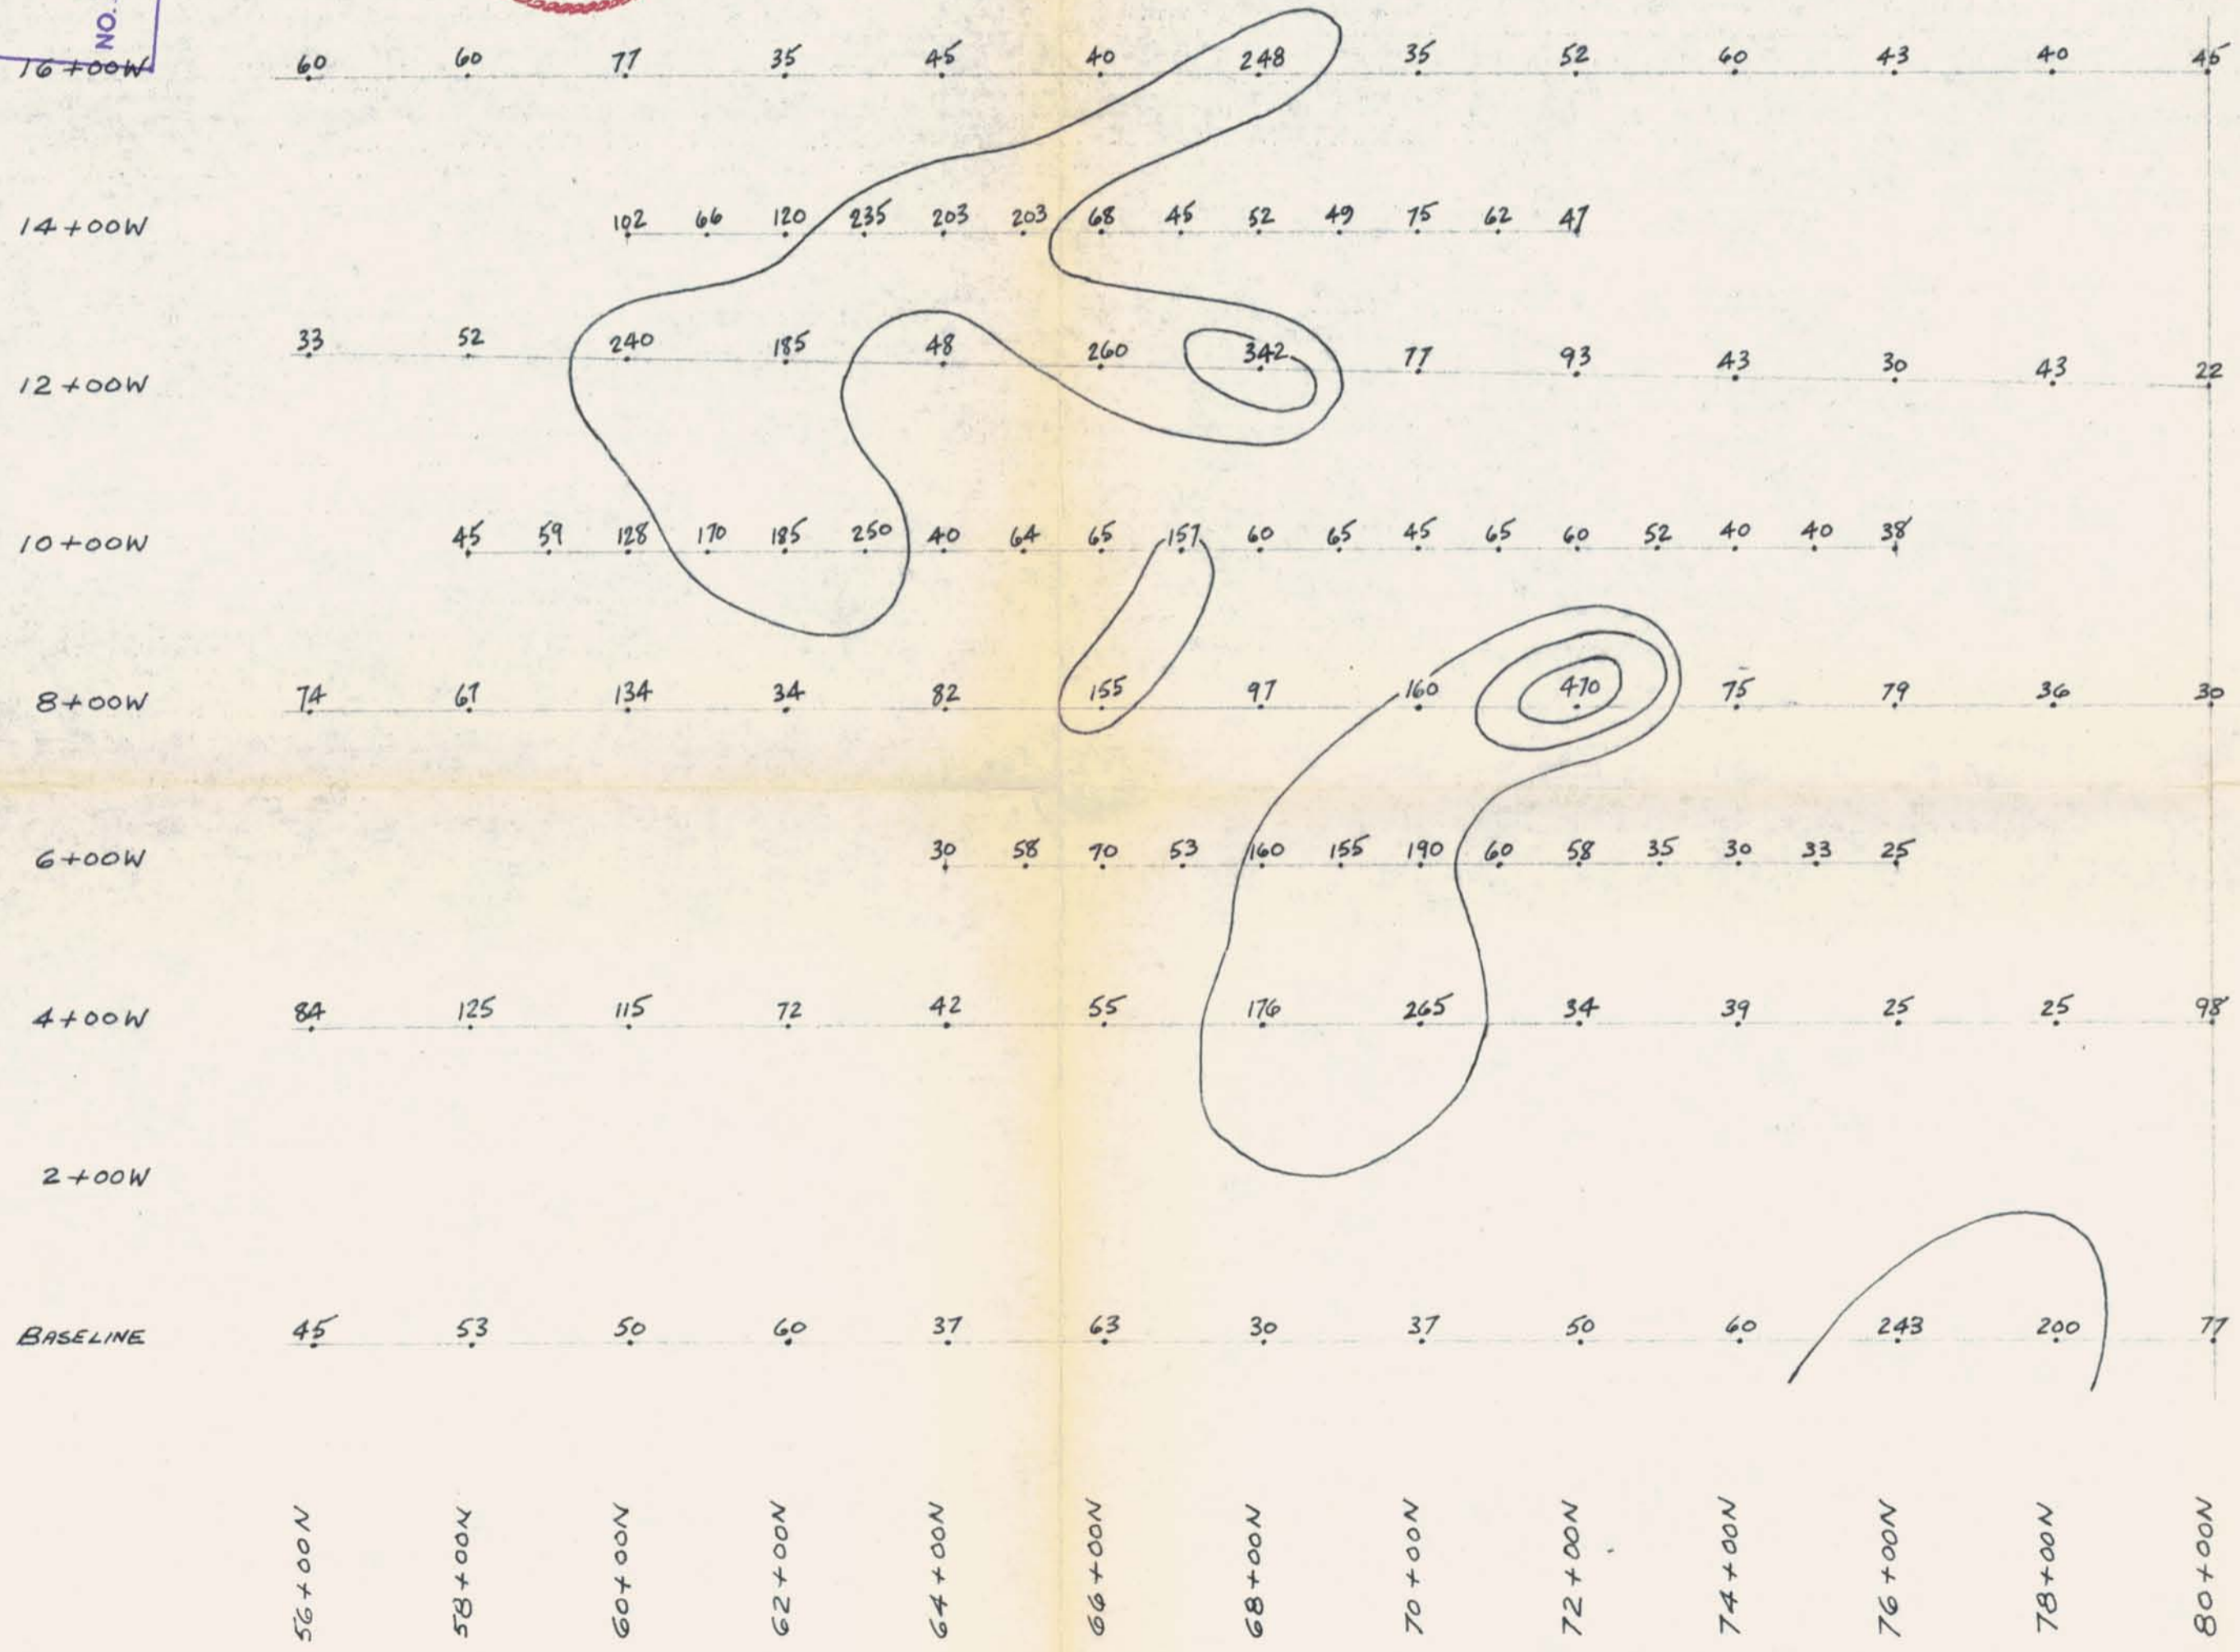 NO.
16+00W 60 60 77 35 45 40 248 35 52 60 43 40 45
14+00W 102 66 120 235 203 203 68 45 52 49 75 62 47
12+00W 33 52 240 185 48 260 342 77 93 43 30 43 22
10+00W 45 59 128 170 185 250 40 64 65 157 60 65 45 65 60 52 40 40 38
8+00W 74 67 134 34 82 155 97 160 470 75 79 36 30
6+00W 30 58 70 53 160 155 190 60 58 35 30 33 25
4+00W 84 125 115 72 42 55 176 265 34 39 25 25 98
2+00W
BASELINE 45 53 50 60 37 63 30 37 50 60 243 200 77
56+00N 58+00N 60+00N 62+00N 64+00N 66+00N 68+00N 70+00N 72+00N 74+00N 76+00N 78+00N 80+00N